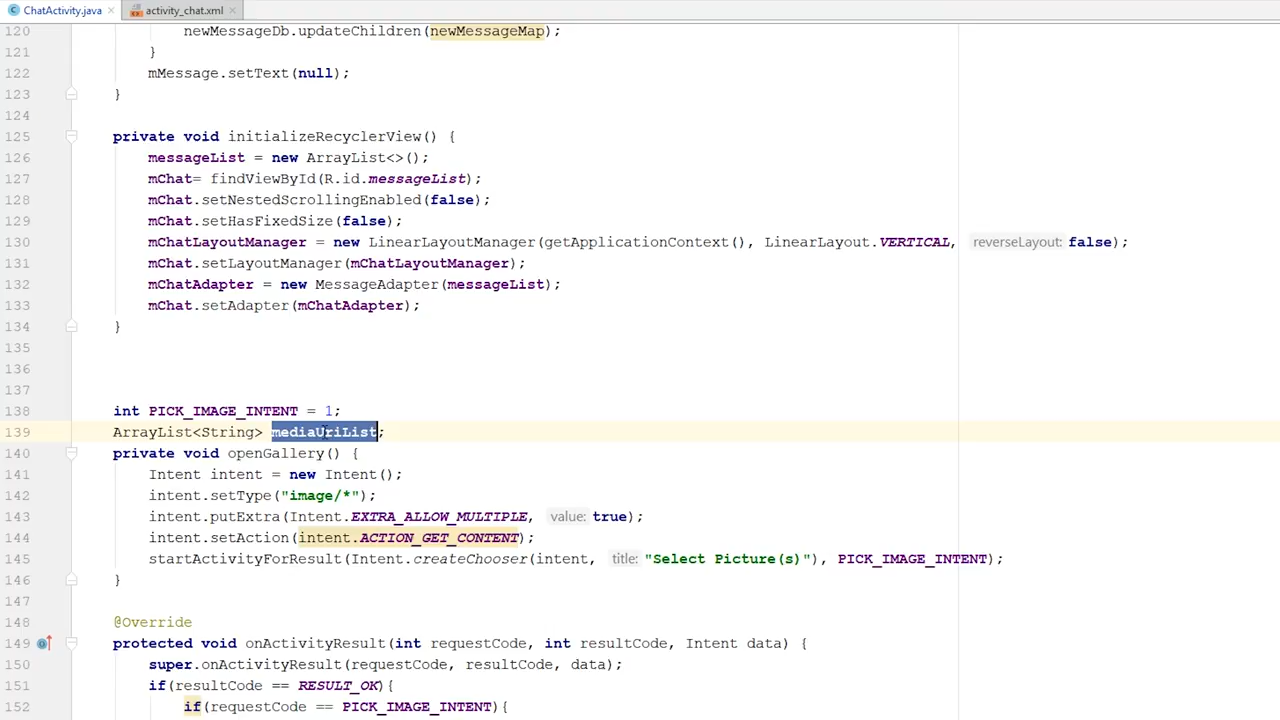 ChatActivity.java activity_chat.xml
120 newMessageDb.updateChildren(newMessageMap);
121 }
122 mMessage.setText(null);
123 }
124
125 private void initializeRecyclerView() {
126 messageList = new ArrayList<>();
127 mChat= findViewById(R.id.messageList);
128 mChat.setNestedScrollingEnabled(false);
129 mChat.setHasFixedSize(false);
130 mChatLayoutManager = new LinearLayoutManager(getApplicationContext(), LinearLayout.VERTICAL, reverseLayout: false);
131 mChat.setLayoutManager(mChatLayoutManager);
132 mChatAdapter = new MessageAdapter(messageList);
133 mChat.setAdapter(mChatAdapter);
134 }
135
136
137
138 int PICK_IMAGE_INTENT = 1;
139 ArrayList<String> mediaUriList;
140 private void openGallery() {
141 Intent intent = new Intent();
142 intent.setType("image/*");
143 intent.putExtra(Intent.EXTRA_ALLOW_MULTIPLE, value: true);
144 intent.setAction(intent.ACTION_GET_CONTENT);
145 startActivityForResult(Intent.createChooser(intent, title: "Select Picture(s)"), PICK_IMAGE_INTENT);
146 }
147
148 @Override
149 protected void onActivityResult(int requestCode, int resultCode, Intent data) {
150 super.onActivityResult(requestCode, resultCode, data);
151 if(resultCode == RESULT_OK){
152 if(requestCode == PICK_IMAGE_INTENT){